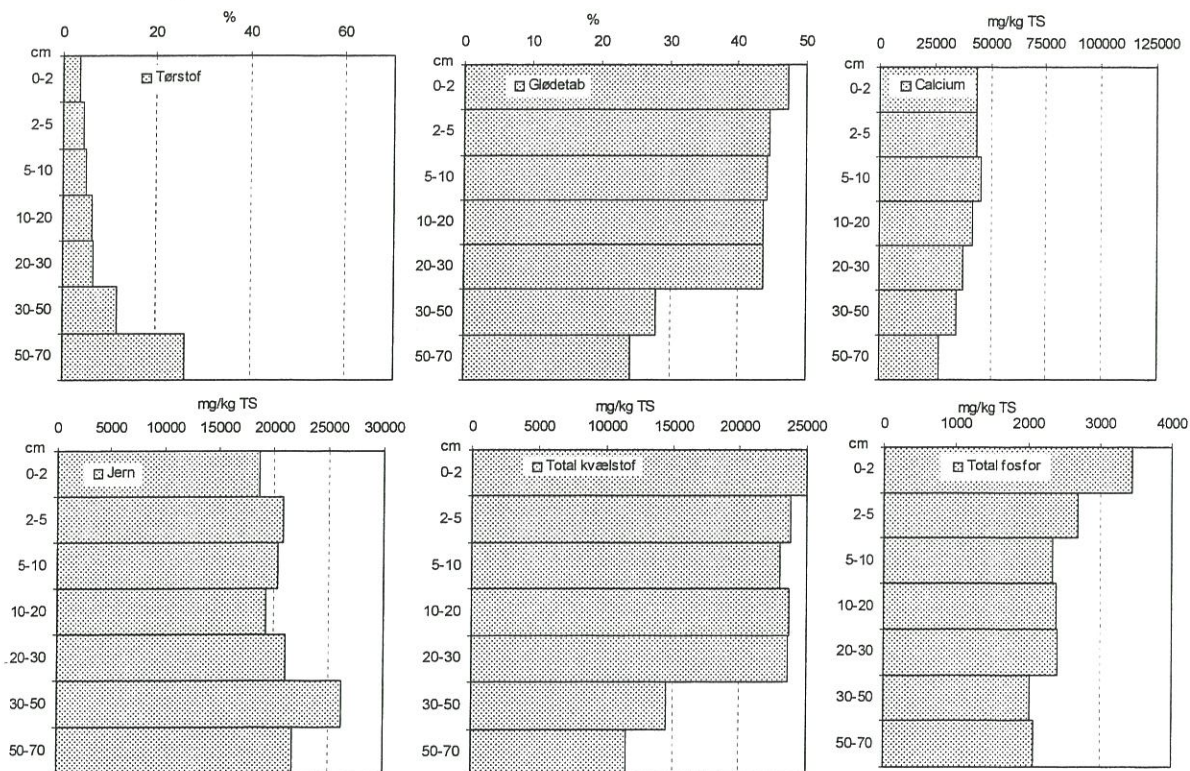 %
0 20 40 60
cm
Tørstof
0-2
2-5
5-10
10-20
20-30
30-50
50-70
%
0 10 20 30 40 50
cm
Glødetab
0-2
2-5
5-10
10-20
20-30
30-50
50-70
mg/kg TS
0 25000 50000 75000 100000 125000
cm
Calcium
0-2
2-5
5-10
10-20
20-30
30-50
50-70
mg/kg TS
0 5000 10000 15000 20000 25000 30000
cm
Jern
0-2
2-5
5-10
10-20
20-30
30-50
50-70
mg/kg TS
0 5000 10000 15000 20000 25000
cm
Total kvælstof
0-2
2-5
5-10
10-20
20-30
30-50
50-70
mg/kg TS
0 1000 2000 3000 4000
cm
Total fosfor
0-2
2-5
5-10
10-20
20-30
30-50
50-70